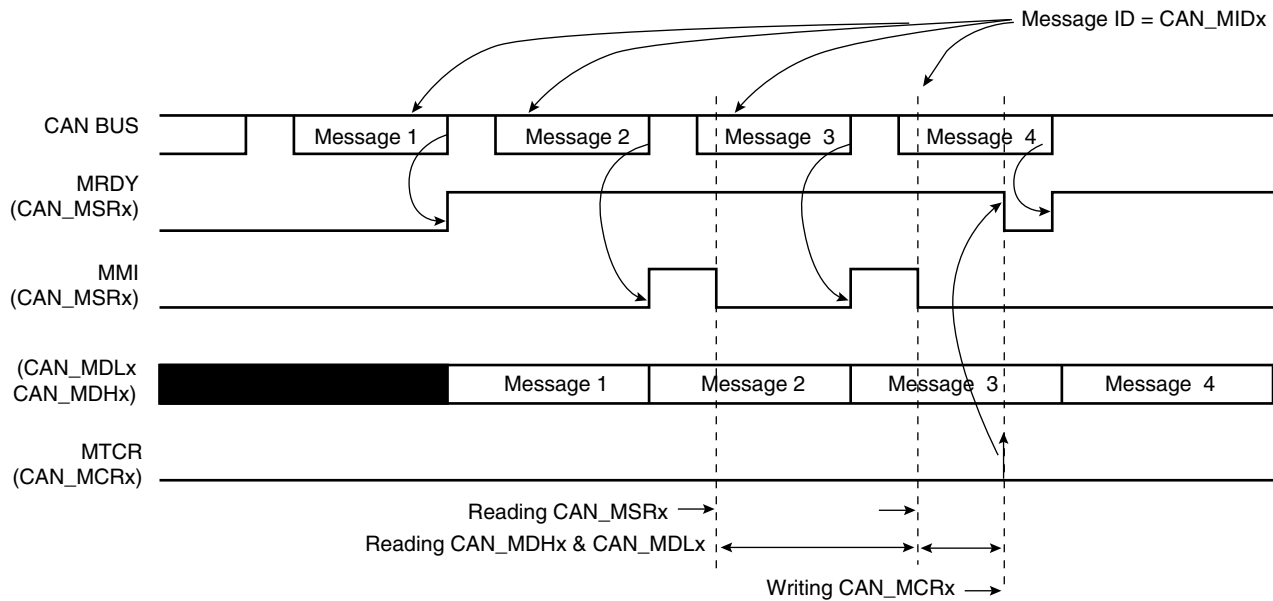 Message ID = CAN_MIDx
CAN BUS
Message 1
Message 2
Message 3
Message 4
MRDY
(CAN_MSRx)
MMI
(CAN_MSRx)
(CAN_MDLx
CAN_MDHx)
Message 1
Message 2
Message 3
Message 4
MTCR
(CAN_MCRx)
Reading CAN_MSRx
Reading CAN_MDHx & CAN_MDLx
Writing CAN_MCRx